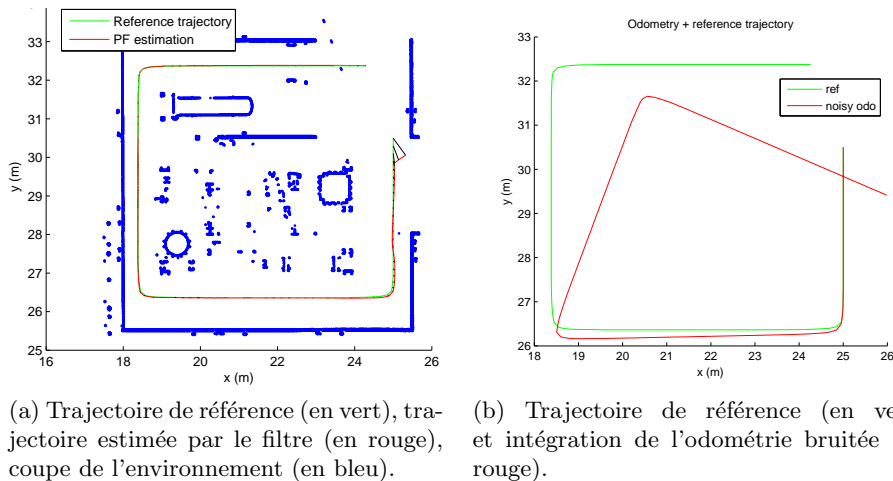 Reference trajectory
PF estimation
33
32
31
30
29
28
27
26
25
y (m)
16
18
20
22
24
26
x (m)
Odometry + reference trajectory
ref
noisy odo
33
32
31
30
29
28
27
26
y (m)
18
19
20
21
22
23
24
25
26
x (m)
(a) Trajectoire de référence (en vert), tra-
jectoire estimée par le filtre (en rouge),
coupe de l'environnement (en bleu).
(b) Trajectoire de référence (en ve
et intégration de l'odométrie bruitée
rouge).